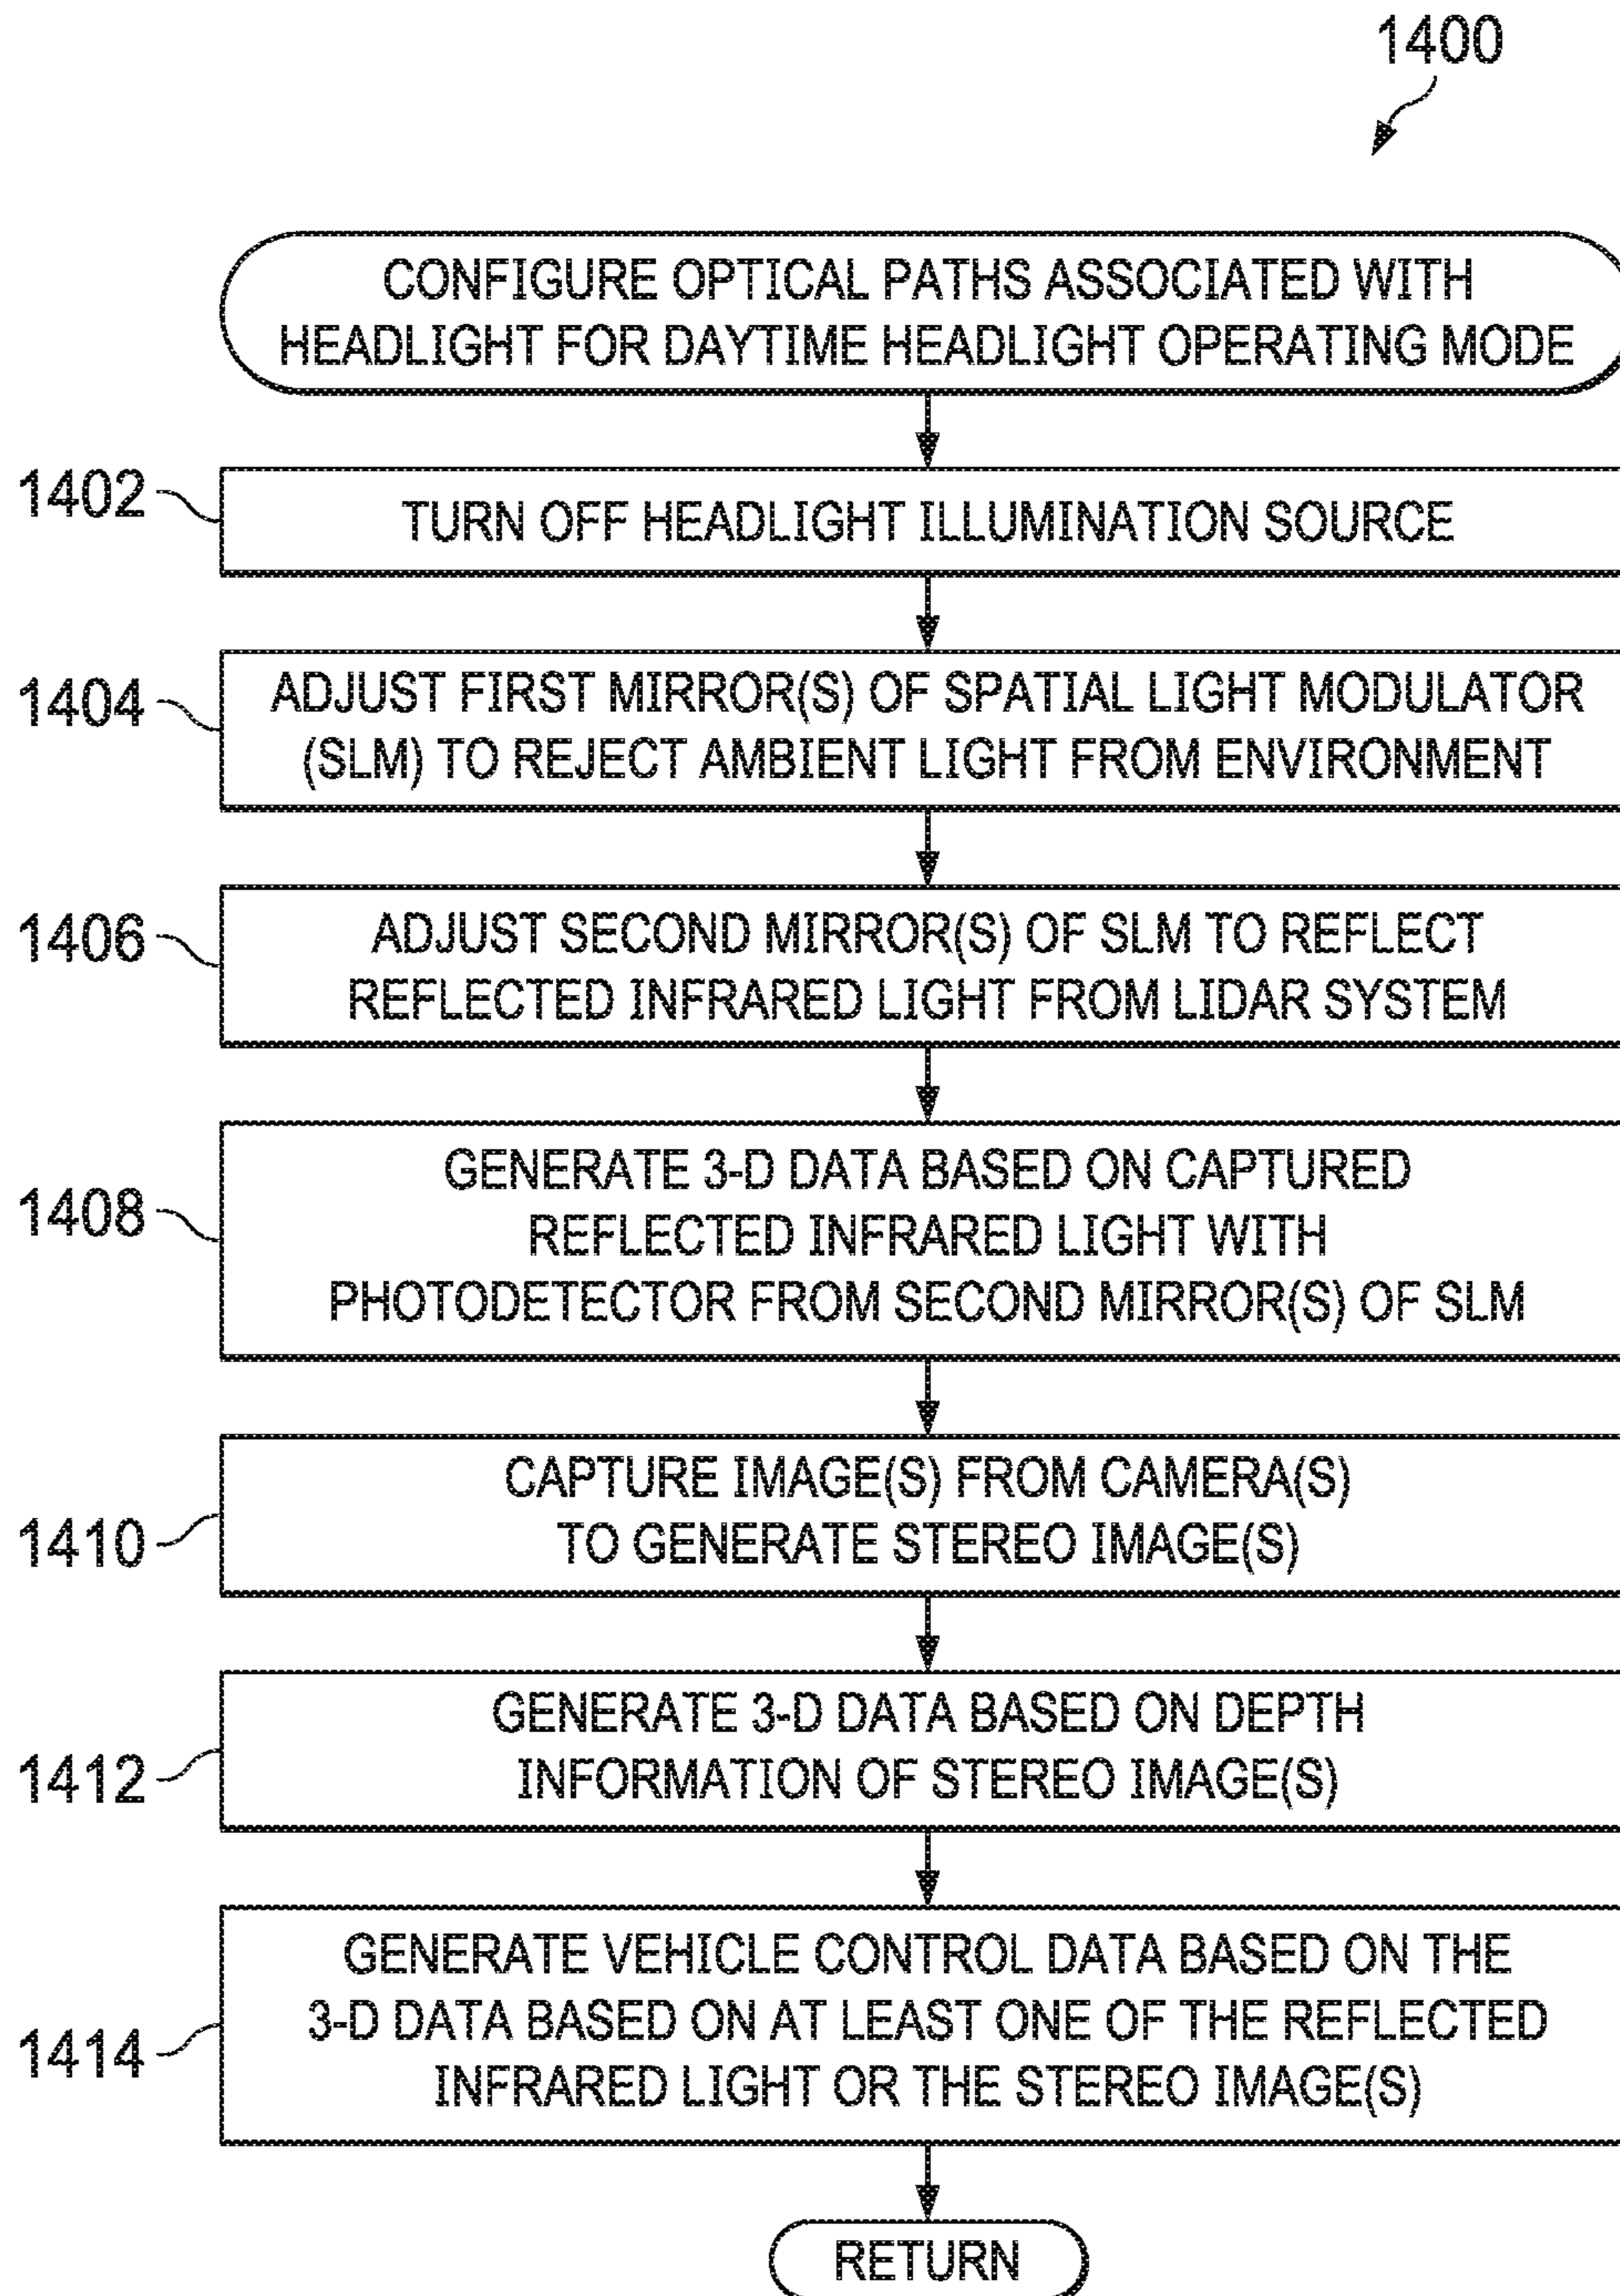 1400
CONFIGURE OPTICAL PATHS ASSOCIATED WITH
HEADLIGHT FOR DAYTIME HEADLIGHT OPERATING MODE
1402
TURN OFF HEADLIGHT ILLUMINATION SOURCE
1404
ADJUST FIRST MIRROR(S) OF SPATIAL LIGHT MODULATOR
(SLM) TO REJECT AMBIENT LIGHT FROM ENVIRONMENT
1406
ADJUST SECOND MIRROR(S) OF SLM TO REFLECT
REFLECTED INFRARED LIGHT FROM LIDAR SYSTEM
1408
GENERATE 3-D DATA BASED ON CAPTURED
REFLECTED INFRARED LIGHT WITH
PHOTODETECTOR FROM SECOND MIRROR(S) OF SLM
1410
CAPTURE IMAGE(S) FROM CAMERA(S)
TO GENERATE STEREO IMAGE(S)
1412
GENERATE 3-D DATA BASED ON DEPTH
INFORMATION OF STEREO IMAGE(S)
1414
GENERATE VEHICLE CONTROL DATA BASED ON THE
3-D DATA BASED ON AT LEAST ONE OF THE REFLECTED
INFRARED LIGHT OR THE STEREO IMAGE(S)
RETURN